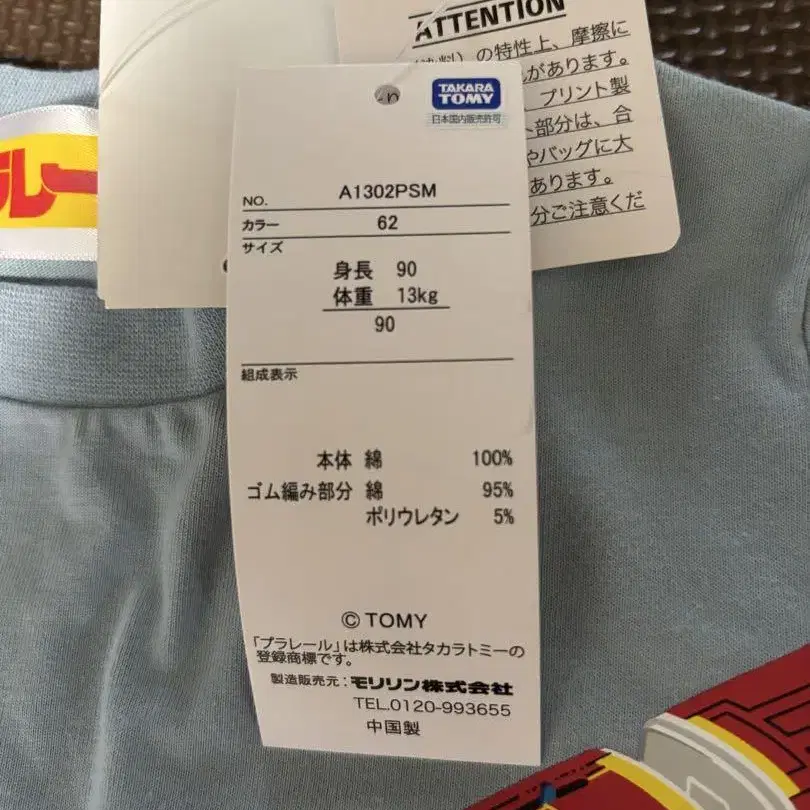 ATTENTION
の特性上、摩擦に
があります。
プリント製
部分は、合
やバッグに大
あります。
分ご注意くだ
ラレー
TAKARA
TOMY
日本国内販売許可
NO. A1302PSM
カラー 62
サイズ
身長 90
体重 13kg
90
組成表示
本体 綿 100%
ゴム編み部分 綿 95%
ポリウレタン 5%
© TOMY
「プラレール」は株式会社タカラトミーの
登録商標です。
製造販売元：モリリン株式会社
TEL.0120-993655
中国製